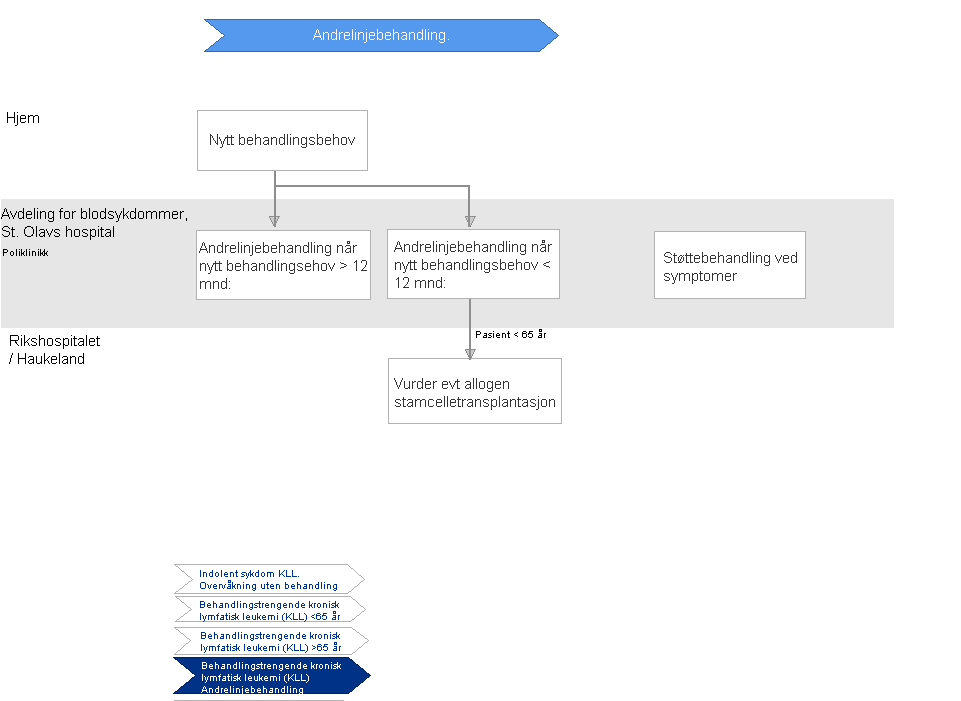 Andrelinjebehandling.
Hjem
Nytt behandlingsbehov
Avdeling for blodsykdommer,
St. Olavs hospital
Poliklinikk
Andrelinjebehandling når
nytt behandlingsehov > 12
mnd:
Andrelinjebehandling når
nytt behandlingsbehov <
12 mnd:
Støttebehandling ved
symptomer
Rikshospitalet
/ Haukeland
Pasient < 65 år
Vurder evt allogen
stamcelletransplantasjon
Indolent sykdom KLL.
Overvåkning uten behandling
Behandlingstrengende kronisk
lymfatisk leukemi (KLL) <65 år
Behandlingstrengende kronisk
lymfatisk leukemi (KLL) >65 år
Behandlingstrengende kronisk
lymfatisk leukemi (KLL)
Andrelinjebehandling